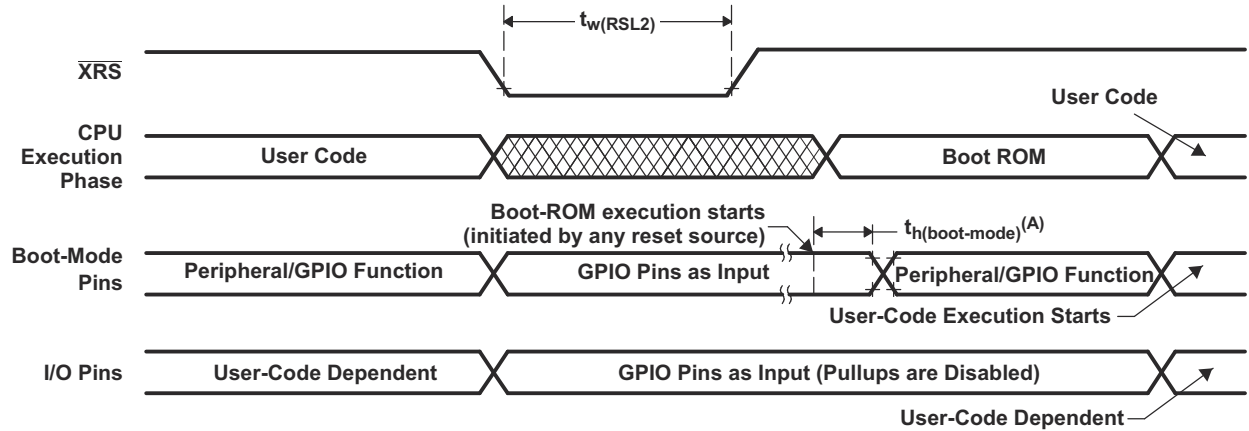 tw(RSL2)
XRS
User Code
CPU
Execution
Phase
User Code
Boot ROM
Boot-ROM execution starts
(initiated by any reset source)
th(boot-mode)(A)
Boot-Mode
Pins
Peripheral/GPIO Function
GPIO Pins as Input
Peripheral/GPIO Function
User-Code Execution Starts
I/O Pins
User-Code Dependent
GPIO Pins as Input (Pullups are Disabled)
User-Code Dependent